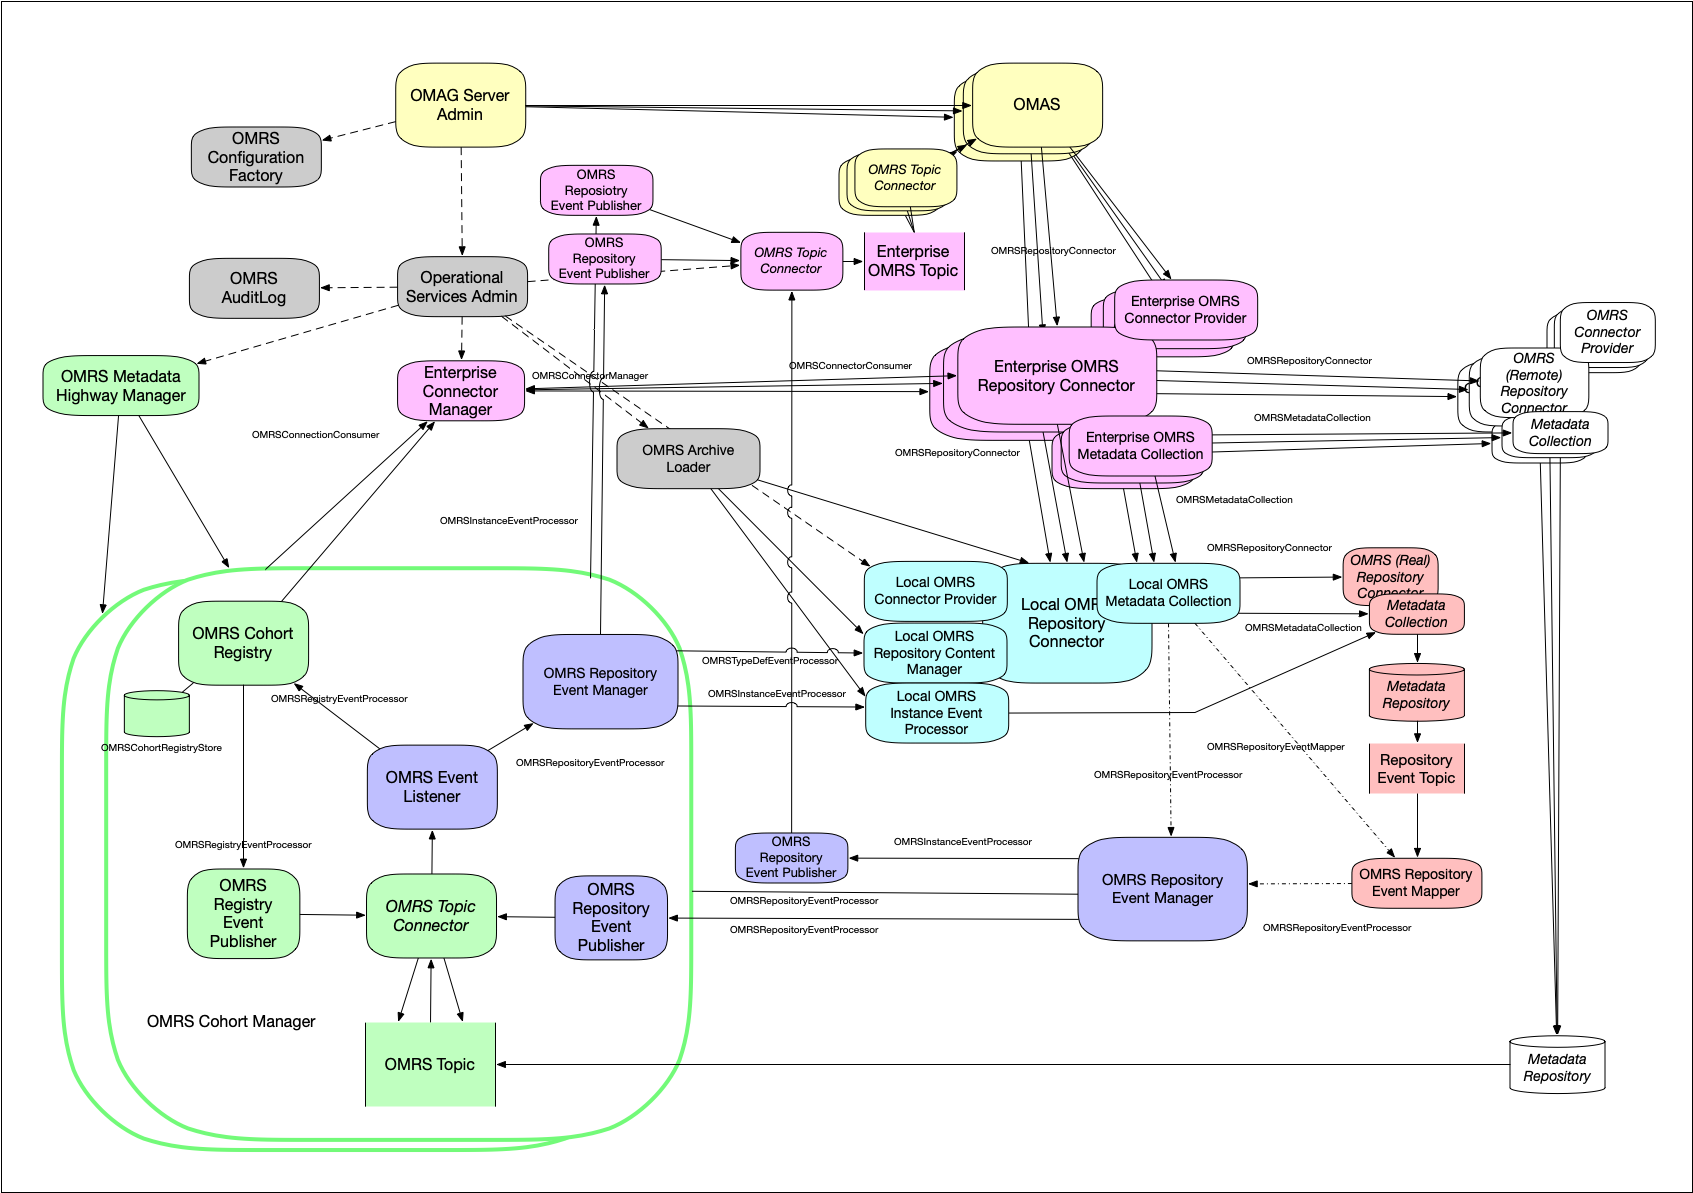 OMAG Server
Admin
OMAS
OMRS
Configuration
Factory
OMRS Topic
Connector
OMRS
Reposiotry
Event Publisher
OMRS
Repository
Event Publisher
OMRS Topic
Connector
Enterprise
OMRS Topic
OMRSRepositoryConnector
OMRS
AuditLog
Operational
Services Admin
Enterprise OMRS
Connector Provider
OMRS
Connector
Provider
OMRS Metadata
Highway Manager
Enterprise
Connector
Manager
OMRSConnectorManager
OMRSConnectorConsumer
Enterprise OMRS
Repository Connector
OMRSRepositoryConnector
OMRS
(Remote)
Repository
Connector
OMRSMetadataCollection
Metadata
Collection
OMRSConnectionConsumer
OMRS Archive
Loader
OMRSRepositoryConnector
Enterprise OMRS
Metadata Collection
OMRSMetadataCollection
OMRSInstanceEventProcessor
OMRSRepositoryConnector
OMRS (Real)
Repository
Connector
Local OMRS
Connector Provider
Local OMRS
Repository
Connector
Local OMRS
Metadata Collection
Metadata
Collection
OMRSMetadataCollection
OMRS Cohort
Registry
Local OMRS
Repository Content
Manager
OMRSTypeDefEventProcessor
OMRS Repository
Event Manager
OMRSInstanceEventProcessor
Local OMRS
Instance Event
Processor
Metadata
Repository
OMRSRegistryEventProcessor
OMRSCohortRegistryStore
OMRSRepositoryEventProcessor
OMRSRepositoryEventMapper
OMRSRepositoryEventProcessor
Repository
Event Topic
OMRS Event
Listener
OMRSRegistryEventProcessor
OMRS
Repository
Event Publisher
OMRSInstanceEventProcessor
OMRS Repository
Event Manager
OMRS Repository
Event Mapper
OMRS
Registry
Event
Publisher
OMRS Topic
Connector
OMRS
Repository
Event
Publisher
OMRSRepositoryEventProcessor
OMRSRepositoryEventProcessor
OMRSRepositoryEventProcessor
OMRS Cohort Manager
OMRS Topic
Metadata
Repository